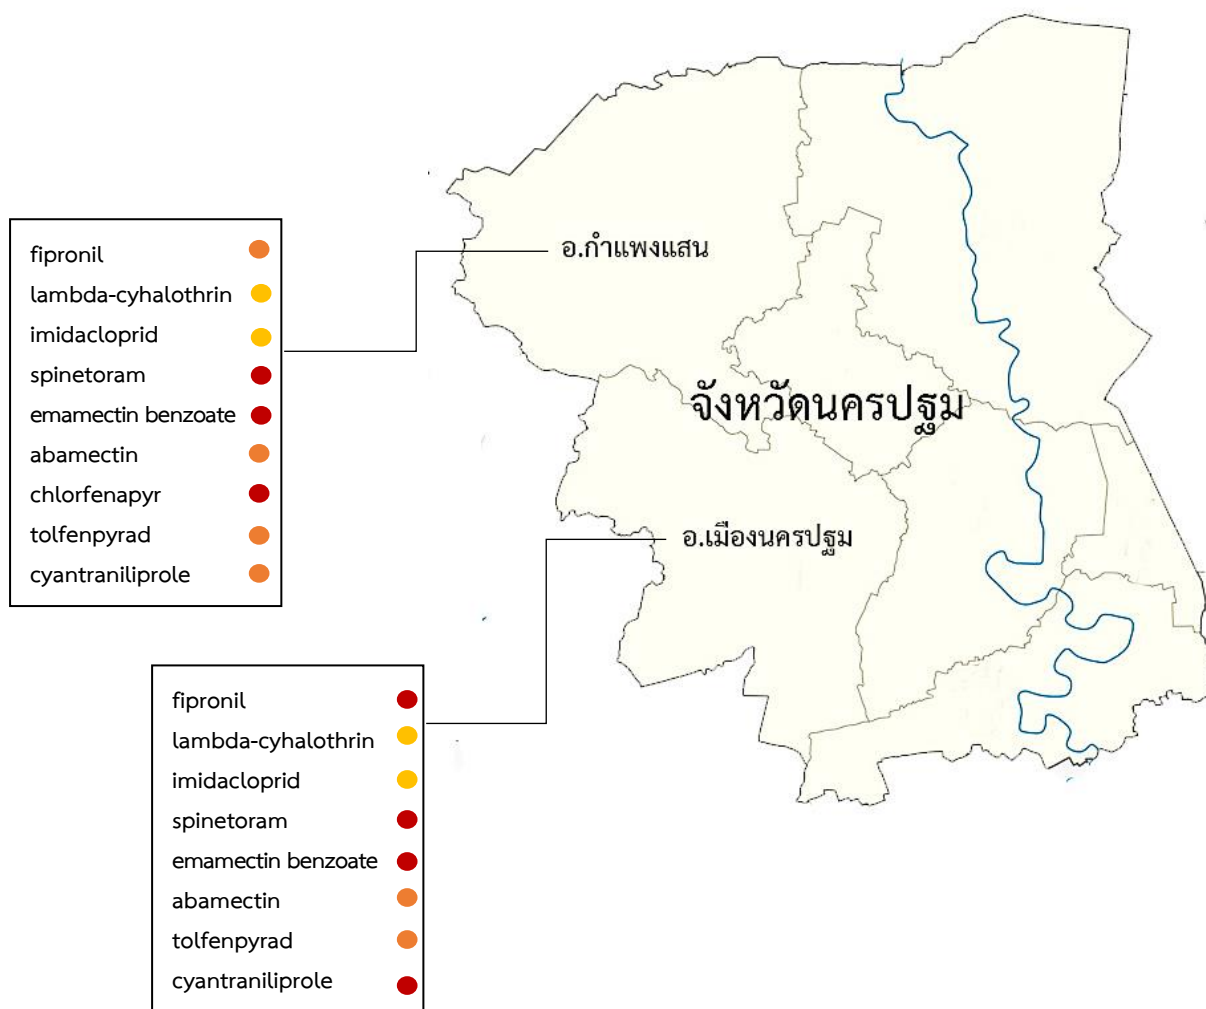 อ.กำแพงแสน
fipronil
lambda-cyhalothrin
imidacloprid
spinetoram
emamectin benzoate
abamectin
chlorfenapyr
tolfenpyrad
cyantraniliprole
จังหวัดนครปฐม
อ.เมืองนครปฐม
fipronil
lambda-cyhalothrin
imidacloprid
spinetoram
emamectin benzoate
abamectin
tolfenpyrad
cyantraniliprole